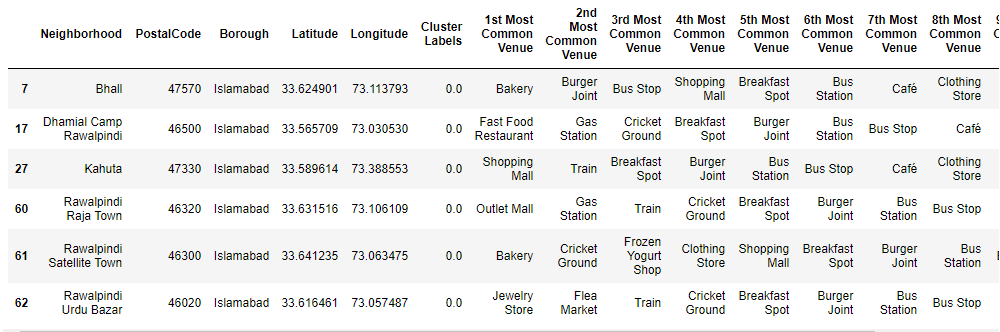 Neighborhood PostalCode Borough Latitude Longitude Cluster Labels 1st Most Common Venue 2nd Most Common Venue 3rd Most Common Venue 4th Most Common Venue 5th Most Common Venue 6th Most Common Venue 7th Most Common Venue 8th Most Common Venue
7 Bhall 47570 Islamabad 33.624901 73.113793 0.0 Bakery Burger Joint Bus Stop Shopping Mall Breakfast Spot Bus Station Café Clothing Store
17 Dhamial Camp Rawalpindi 46500 Islamabad 33.565709 73.030530 0.0 Fast Food Restaurant Gas Station Cricket Ground Breakfast Spot Burger Joint Bus Station Bus Stop Café
27 Kahuta 47330 Islamabad 33.589614 73.388553 0.0 Shopping Mall Train Breakfast Spot Burger Joint Bus Station Bus Stop Café Clothing Store
60 Rawalpindi Raja Town 46320 Islamabad 33.631516 73.106109 0.0 Outlet Mall Gas Station Train Cricket Ground Breakfast Spot Burger Joint Bus Station Bus Stop
61 Rawalpindi Satellite Town 46300 Islamabad 33.641235 73.063475 0.0 Bakery Cricket Ground Frozen Yogurt Shop Clothing Store Shopping Mall Breakfast Spot Burger Joint Bus Station
62 Rawalpindi Urdu Bazar 46020 Islamabad 33.616461 73.057487 0.0 Jewelry Store Flea Market Train Cricket Ground Breakfast Spot Burger Joint Bus Station Bus Stop